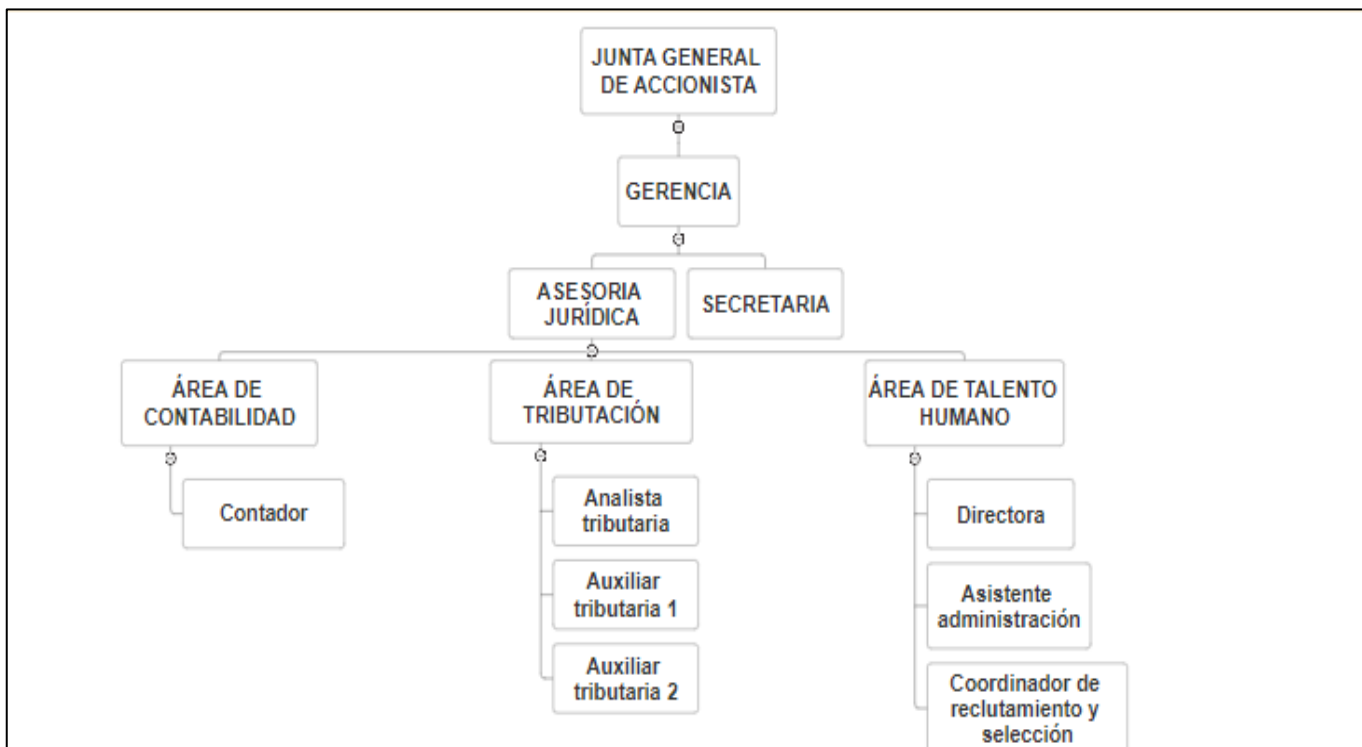 JUNTA GENERAL
DE ACCIONISTA
GERENCIA
ASESORIA
JURÍDICA
SECRETARIA
ÁREA DE
CONTABILIDAD
ÁREA DE
TRIBUTACIÓN
ÁREA DE TALENTO
HUMANO
Contador
Analista
tributaria
Auxiliar
tributaria 1
Auxiliar
tributaria 2
Directora
Asistente
administración
Coordinador de
reclutamiento y
selección